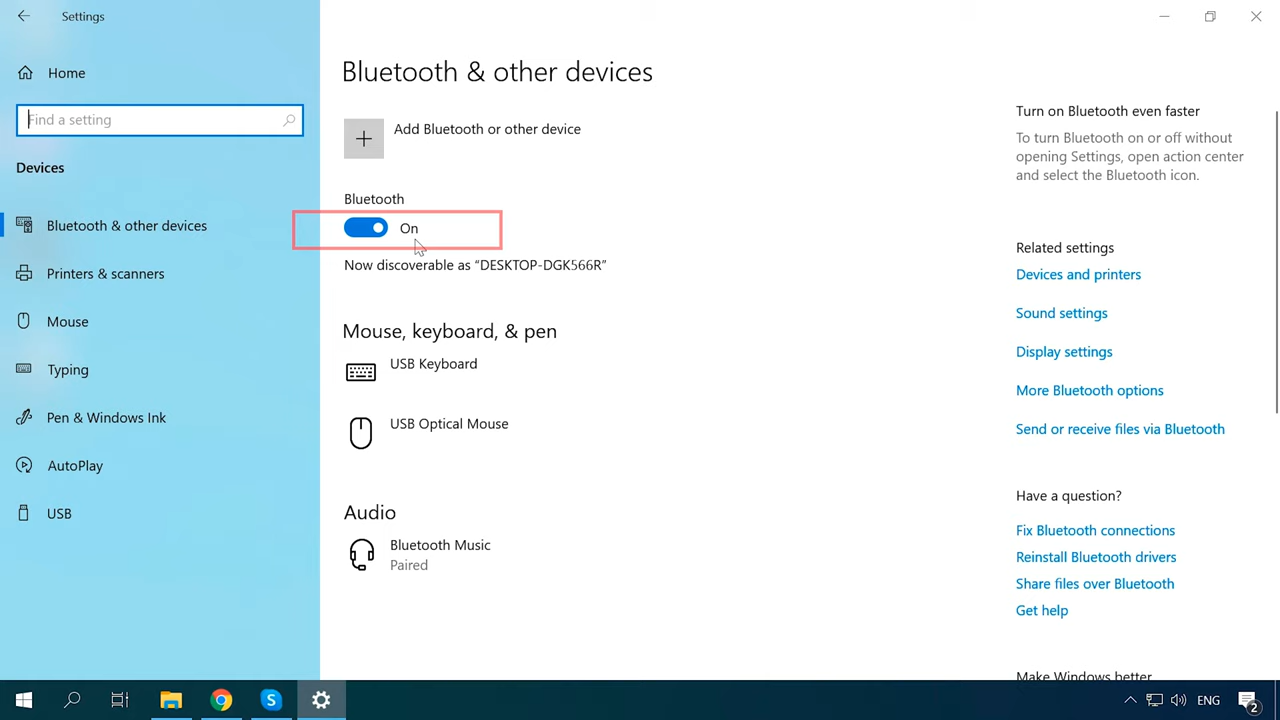 Settings
Home
Find a setting
Devices
Bluetooth & other devices
Printers & scanners
Mouse
Typing
Pen & Windows Ink
AutoPlay
USB
Bluetooth & other devices
Add Bluetooth or other device
Bluetooth
On
Now discoverable as “DESKTOP-DGK566R”
Mouse, keyboard, & pen
USB Keyboard
USB Optical Mouse
Audio
Bluetooth Music
Paired
Turn on Bluetooth even faster
To turn Bluetooth on or off without
opening Settings, open action center
and select the Bluetooth icon.
Related settings
Devices and printers
Sound settings
Display settings
More Bluetooth options
Send or receive files via Bluetooth
Have a question?
Fix Bluetooth connections
Reinstall Bluetooth drivers
Share files over Bluetooth
Get help
Make Windows better
S
ENG
2